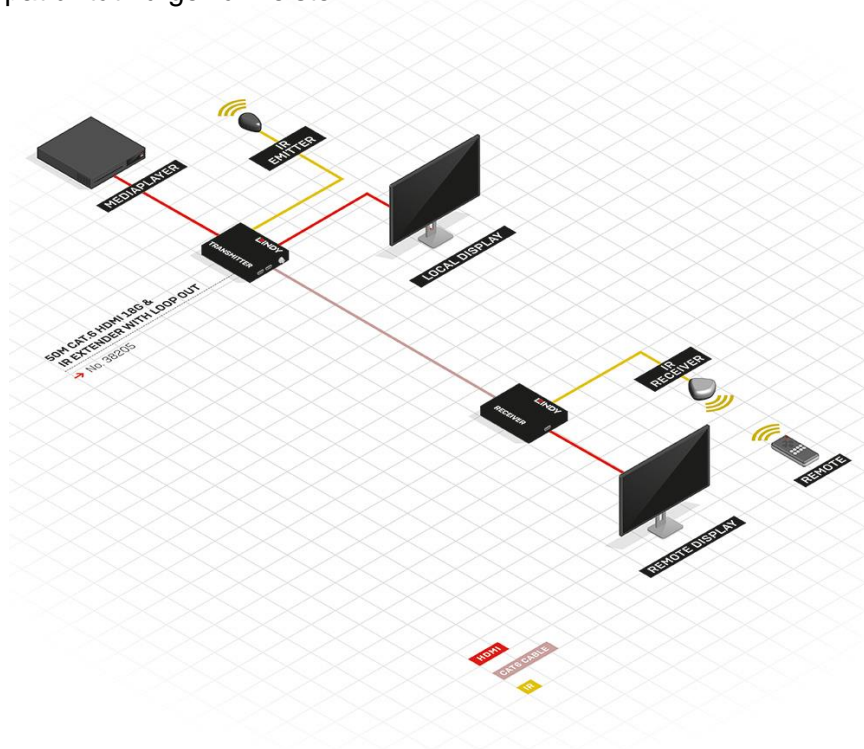 IR
EMITTER
MEDIAPLAYER
LINDY
TRANSMITTER
LOCAL DISPLAY
50M CAT.6 HDMI 18G &
IR EXTENDER WITH LOOP OUT
No. 38205
IR
RECEIVER
LINDY
RECEIVER
REMOTE
REMOTE DISPLAY
HDMI
CAT6 CABLE
IR